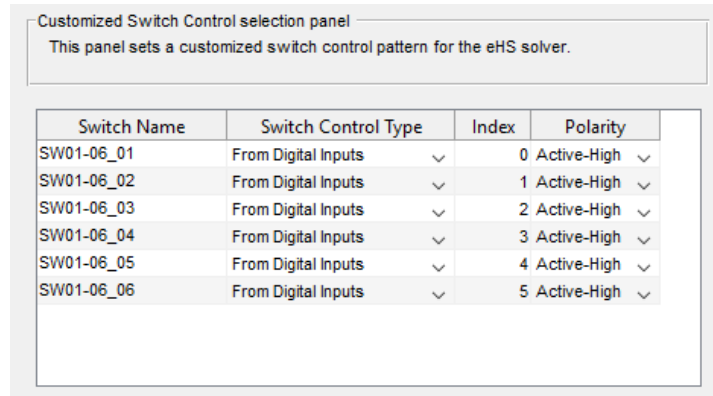 Customized Switch Control selection panel
This panel sets a customized switch control pattern for the eHS solver.
Switch Name Switch Control Type Index Polarity
SW01-06_01 From Digital Inputs 0 Active-High
SW01-06_02 From Digital Inputs 1 Active-High
SW01-06_03 From Digital Inputs 2 Active-High
SW01-06_04 From Digital Inputs 3 Active-High
SW01-06_05 From Digital Inputs 4 Active-High
SW01-06_06 From Digital Inputs 5 Active-High